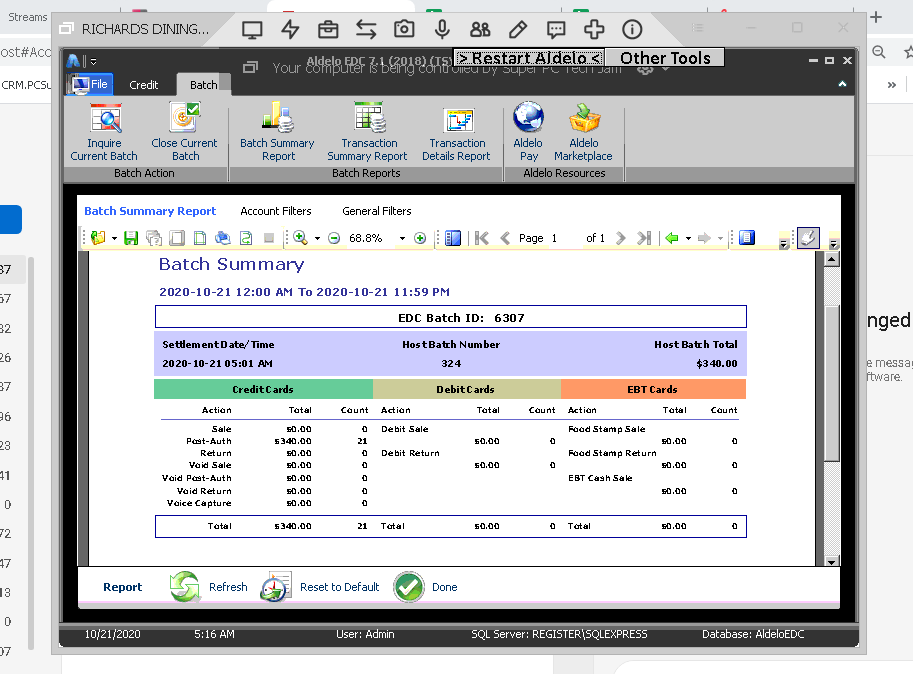 Streams
RICHARDS DINING...
ost#Acc
CRM.PCSu
Aldelo EDC 7.1 (2018) (TS)
> Restart Aldelo <
Other Tools
Your computer is being controlled by Super PC Tech Jam
File
Credit
Batch
»
Inquire Current Batch
Close Current Batch
Batch Summary Report
Transaction Summary Report
Transaction Details Report
Aldelo Pay
Aldelo Marketplace
Batch Action
Batch Reports
Aldelo Resources
Batch Summary Report
Account Filters
General Filters
68.8%
Page 1 of 1
Batch Summary
2020-10-21 12:00 AM To 2020-10-21 11:59 PM
EDC Batch ID: 6307
Settlement Date/Time Host Batch Number Host Batch Total
2020-10-21 05:01 AM 324 $340.00
Credit Cards Debit Cards EBT Cards
Action Total Count Action Total Count Action Total Count
Sale $0.00 0 Debit Sale Food Stamp Sale
Post-Auth $340.00 21 $0.00 0 $0.00 0
Return $0.00 0 Debit Return Food Stamp Return
Void Sale $0.00 0 $0.00 0 $0.00 0
Void Post-Auth $0.00 0 EBT Cash Sale
Void Return $0.00 0 $0.00 0
Voice Capture $0.00 0
Total $340.00 21 Total $0.00 0 Total $0.00 0
Report
Refresh
Reset to Default
Done
10/21/2020 5:16 AM User: Admin SQL Server: REGISTER\SQLEXPRESS Database: AldeloEDC
37
67
32
26
37
96
23
41
0
72
47
13
0
07
nged
e messag
ftware.